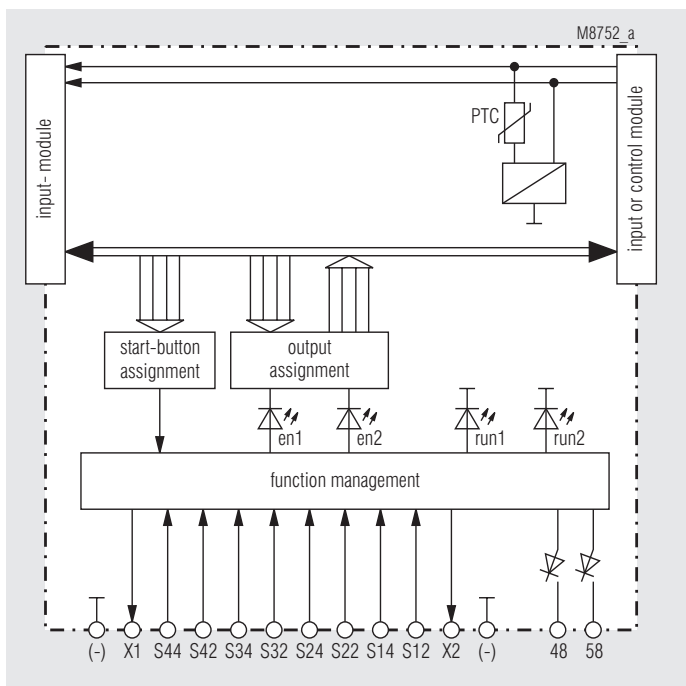 M8752_a
input- module
PTC
input or control module
start-button
assignment
output
assignment
en1
en2
run1
run2
function management
(-) X1 S44 S42 S34 S32 S24 S22 S14 S12 X2 (-) 48 58